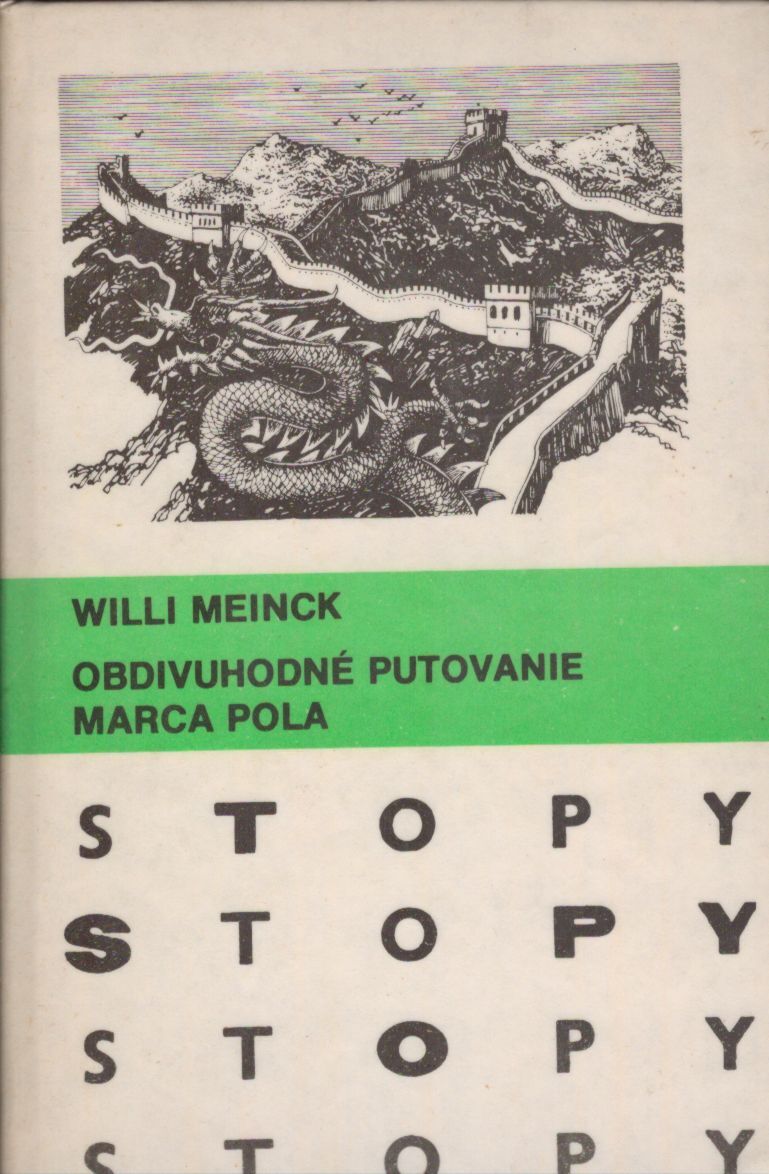 WILLI MEINCK
OBDIVUHODNÉ PUTOVANIE
MARCA POLA
S T O P Y
S T O P Y
S T O P Y
S T O P Y